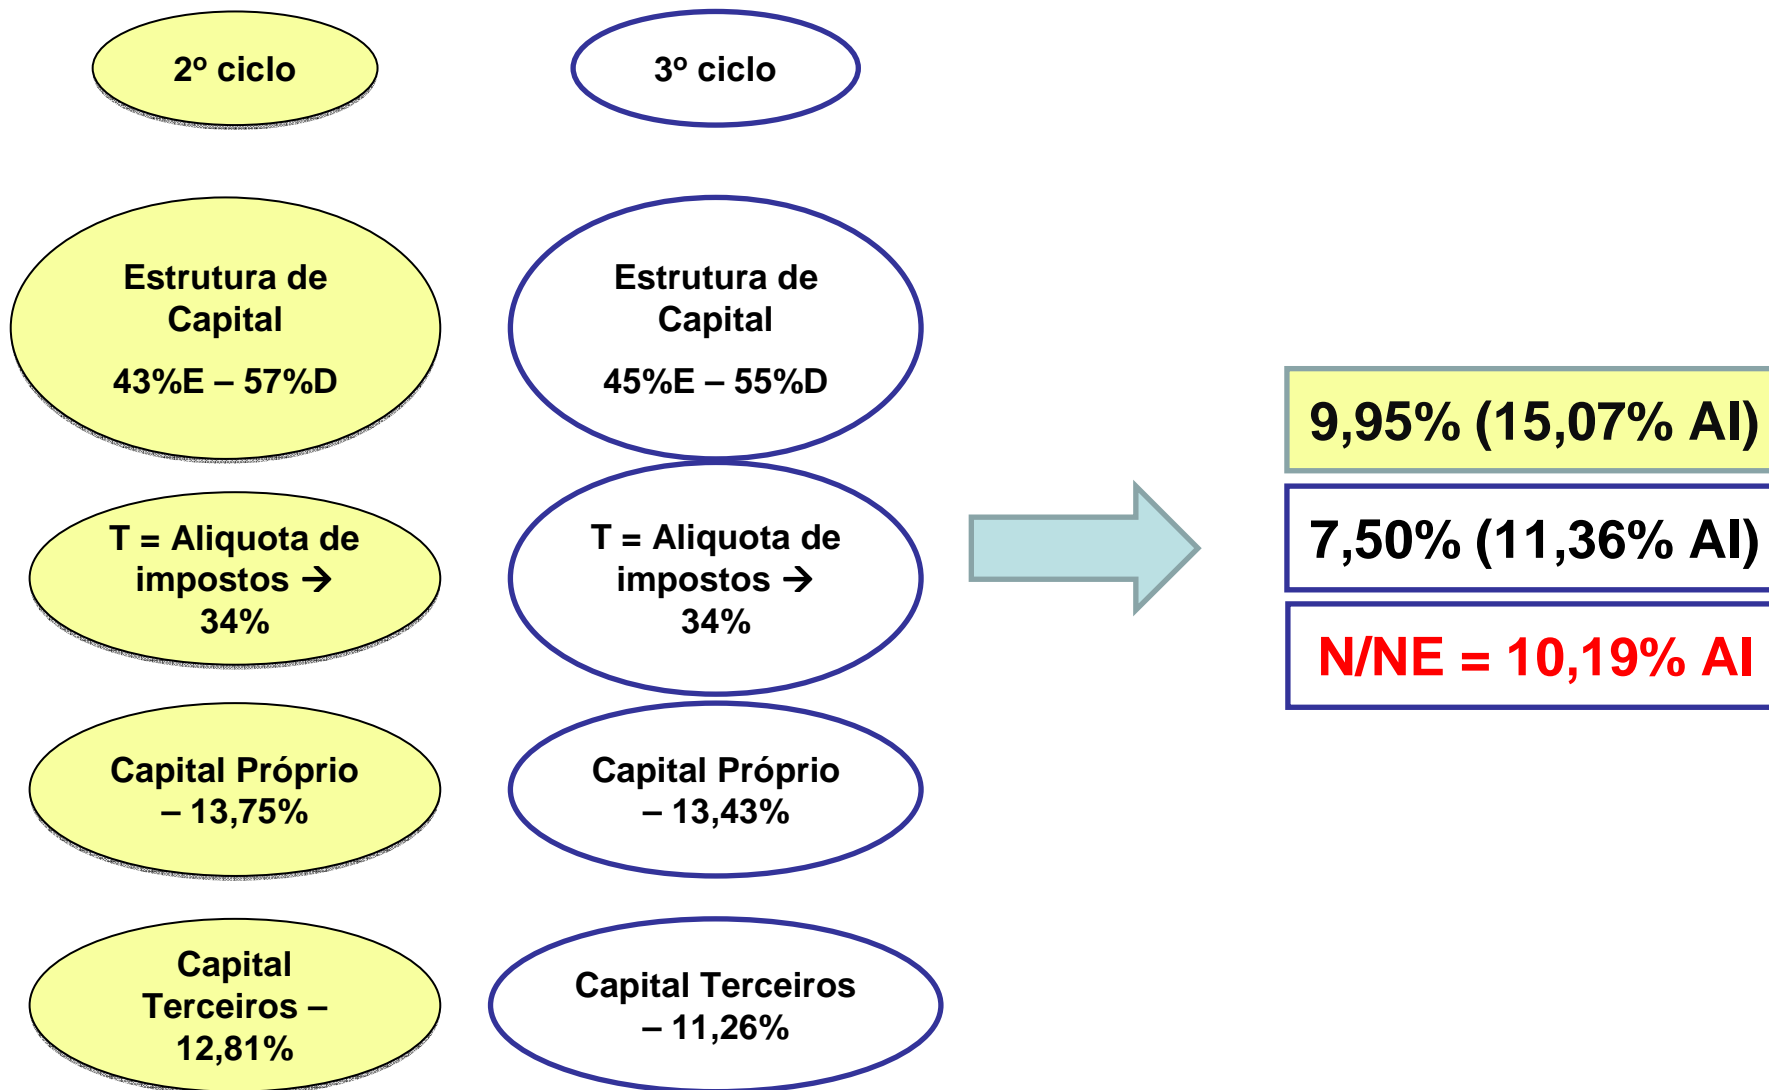 2º ciclo
3º ciclo
Estrutura de
Capital
43%E – 57%D
Estrutura de
Capital
45%E – 55%D
T = Aliquota de
impostos →
34%
T = Aliquota de
impostos →
34%
Capital Próprio
– 13,75%
Capital Próprio
– 13,43%
Capital
Terceiros –
12,81%
Capital Terceiros
– 11,26%
9,95% (15,07% AI)
7,50% (11,36% AI)
N/NE = 10,19% AI